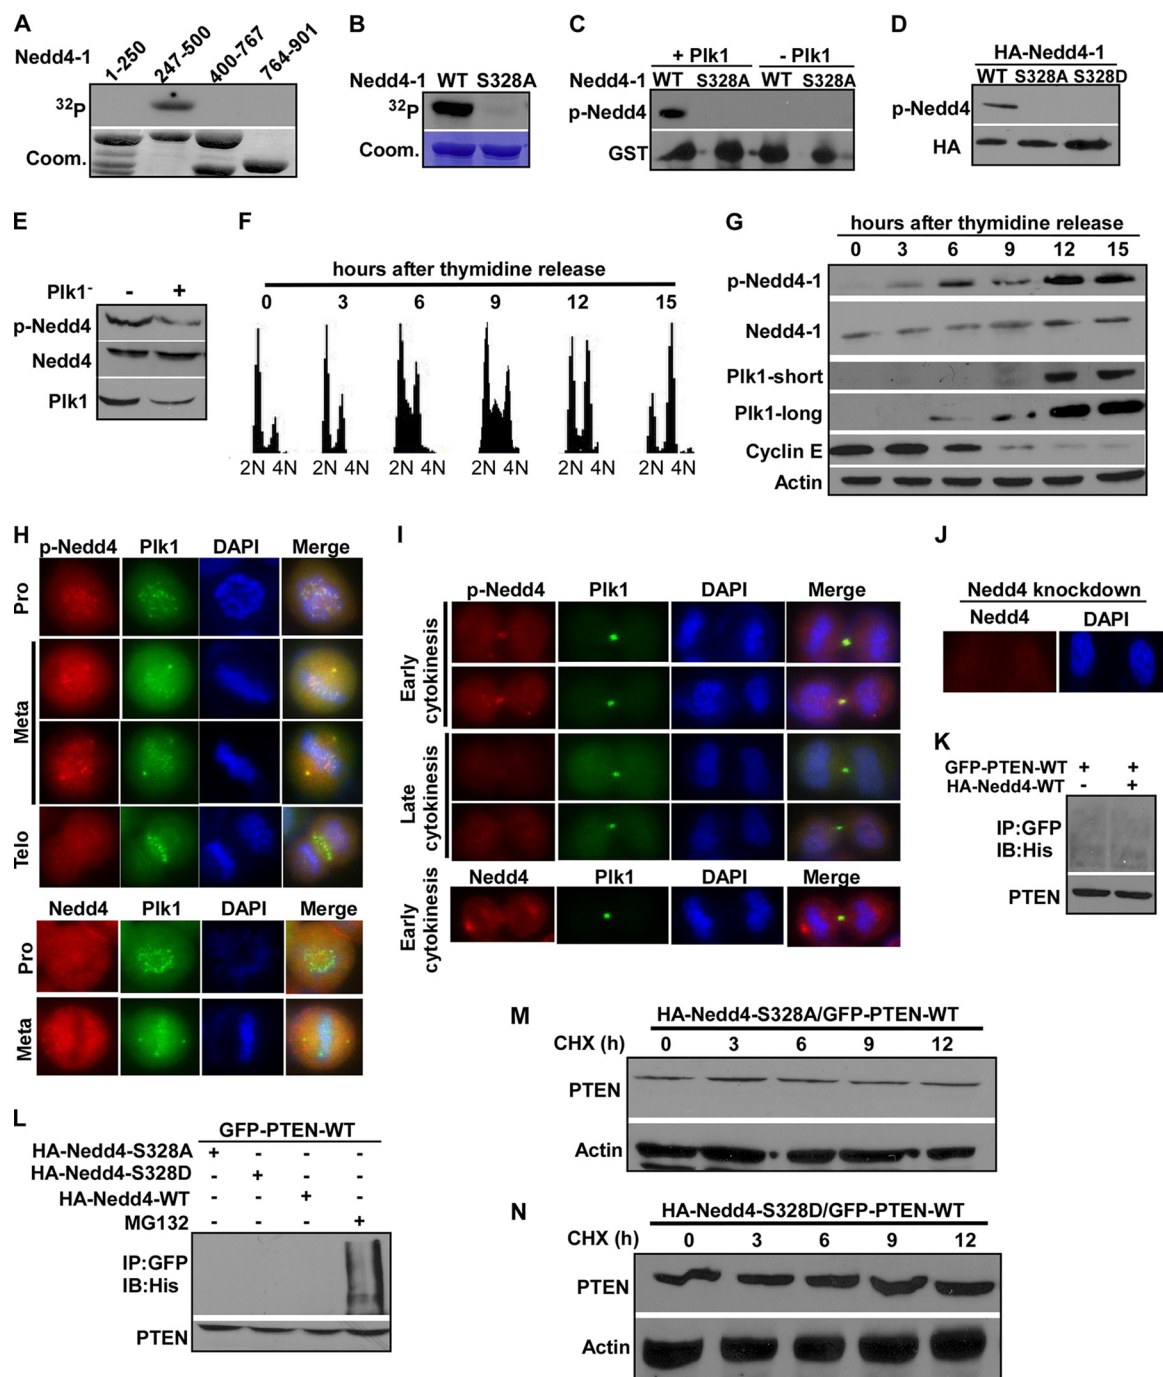 A
Nedd4-1
1-250
247-500
400-767
764-901
32P
Coom.
B
Nedd4-1 WT S328A
32P
Coom.
C
+ Plk1 - Plk1
Nedd4-1 WT S328A WT S328A
p-Nedd4
GST
D
HA-Nedd4-1
WT S328A S328D
p-Nedd4
HA
E
Plk1- - +
p-Nedd4
Nedd4
Plk1
F
hours after thymidine release
0 3 6 9 12 15
2N 4N 2N 4N 2N 4N 2N 4N 2N 4N 2N 4N
G
hours after thymidine release
0 3 6 9 12 15
p-Nedd4-1
Nedd4-1
Plk1-short
Plk1-long
Cyclin E
Actin
H
p-Nedd4 Plk1 DAPI Merge
Pro
Meta
Telo
Nedd4 Plk1 DAPI Merge
Pro
Meta
I
p-Nedd4 Plk1 DAPI Merge
Early
cytokinesis
Late
cytokinesis
Nedd4 Plk1 DAPI Merge
Early
cytokinesis
J
Nedd4 knockdown
Nedd4 DAPI
K
GFP-PTEN-WT + +
HA-Nedd4-WT - +
IP:GFP
IB:His
PTEN
L
GFP-PTEN-WT
HA-Nedd4-S328A + - - -
HA-Nedd4-S328D - + - -
HA-Nedd4-WT - - + -
MG132 - - - +
IP:GFP
IB:His
PTEN
M
HA-Nedd4-S328A/GFP-PTEN-WT
CHX (h) 0 3 6 9 12
PTEN
Actin
N
HA-Nedd4-S328D/GFP-PTEN-WT
CHX (h) 0 3 6 9 12
PTEN
Actin